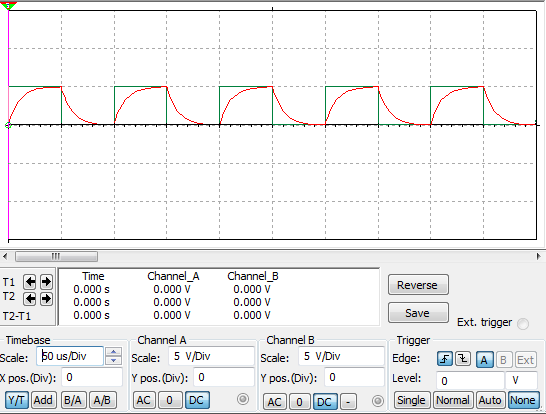 T1
T2
T2-T1
Time Channel_A Channel_B
0.000 s 0.000 V 0.000 V
0.000 s 0.000 V 0.000 V
0.000 s 0.000 V 0.000 V
Reverse
Save
Ext. trigger
Timebase
Scale: 50 us/Div
X pos.(Div): 0
Y/T Add B/A A/B
Channel A
Scale: 5 V/Div
Y pos.(Div): 0
AC 0 DC
Channel B
Scale: 5 V/Div
Y pos.(Div): 0
AC 0 DC -
Trigger
Edge: A B Ext
Level: 0 V
Single Normal Auto None